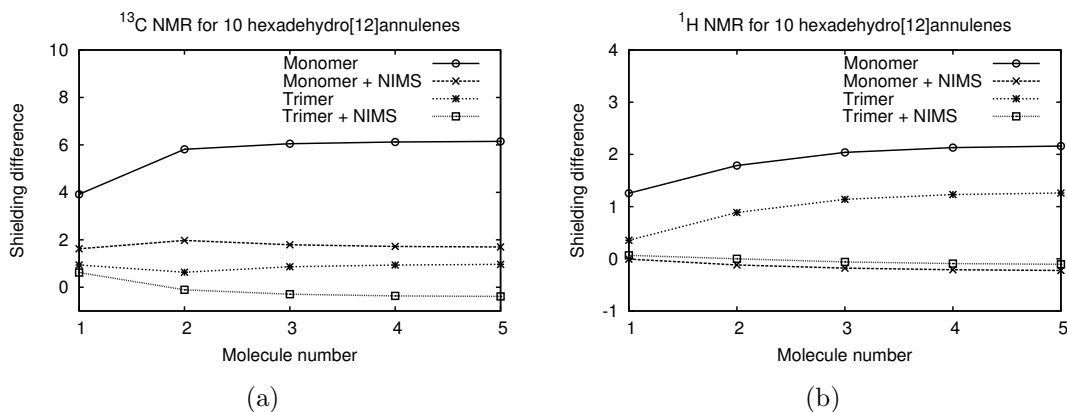 ¹³C NMR for 10 hexadehydro[12]annulenes
Shielding difference
10
8
6
4
2
0
Monomer
Monomer + NIMS
Trimer
Trimer + NIMS
1 2 3 4 5
Molecule number
(a)
¹H NMR for 10 hexadehydro[12]annulenes
Shielding difference
4
3
2
1
0
-1
Monomer
Monomer + NIMS
Trimer
Trimer + NIMS
1 2 3 4 5
Molecule number
(b)